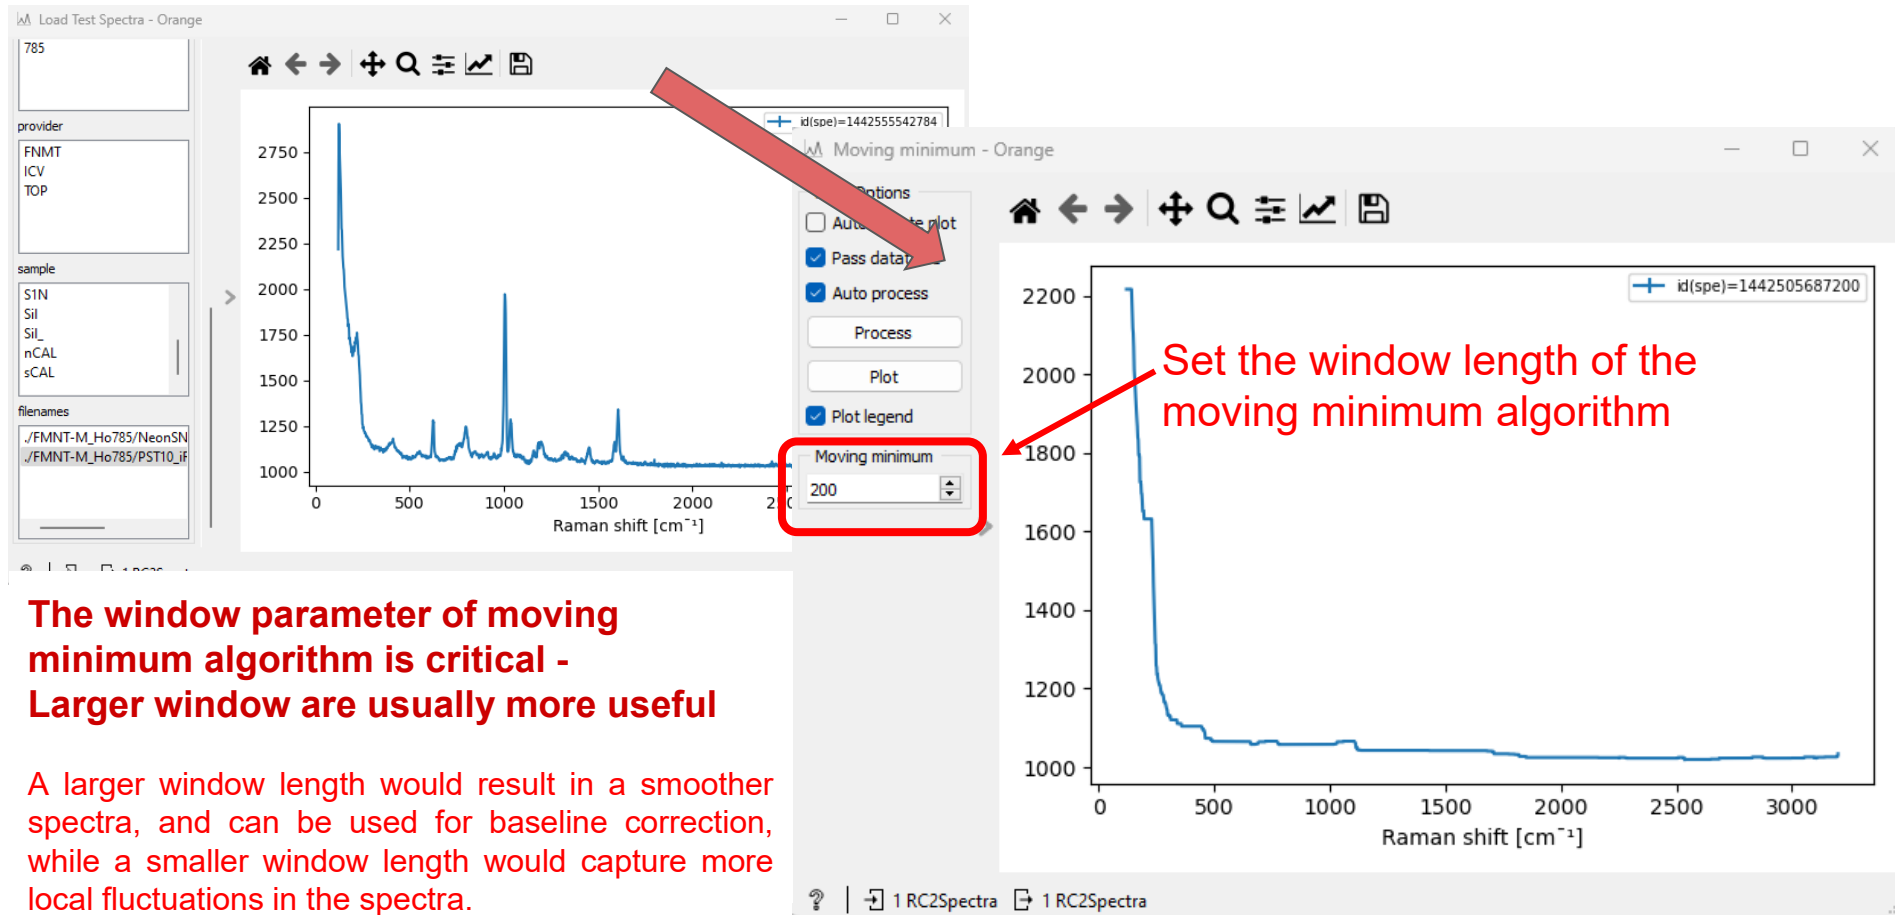 Load Test Spectra - Orange
785
provider
FNMT
ICV
TOP
sample
S1N
Sil
Sil_
nCAL
sCAL
filenames
./FMNT-M_Ho785/NeonSN
./FMNT-M_Ho785/PST10_iF
id(spe)=1442555542784
2750
2500
2250
2000
1750
1500
1250
1000
0 500 1000 1500 2000
Raman shift [cm⁻¹]
Moving minimum - Orange
Pass
Auto process
Process
Plot
Plot legend
Moving minimum
200
id(spe)=1442505687200
2200
2000
1800
1600
1400
1200
1000
0 500 1000 1500 2000 2500 3000
Raman shift [cm⁻¹]
Set the window length of the
moving minimum algorithm
1 RC2Spectra 1 RC2Spectra
The window parameter of moving
minimum algorithm is critical -
Larger window are usually more useful
A larger window length would result in a smoother
spectra, and can be used for baseline correction,
while a smaller window length would capture more
local fluctuations in the spectra.